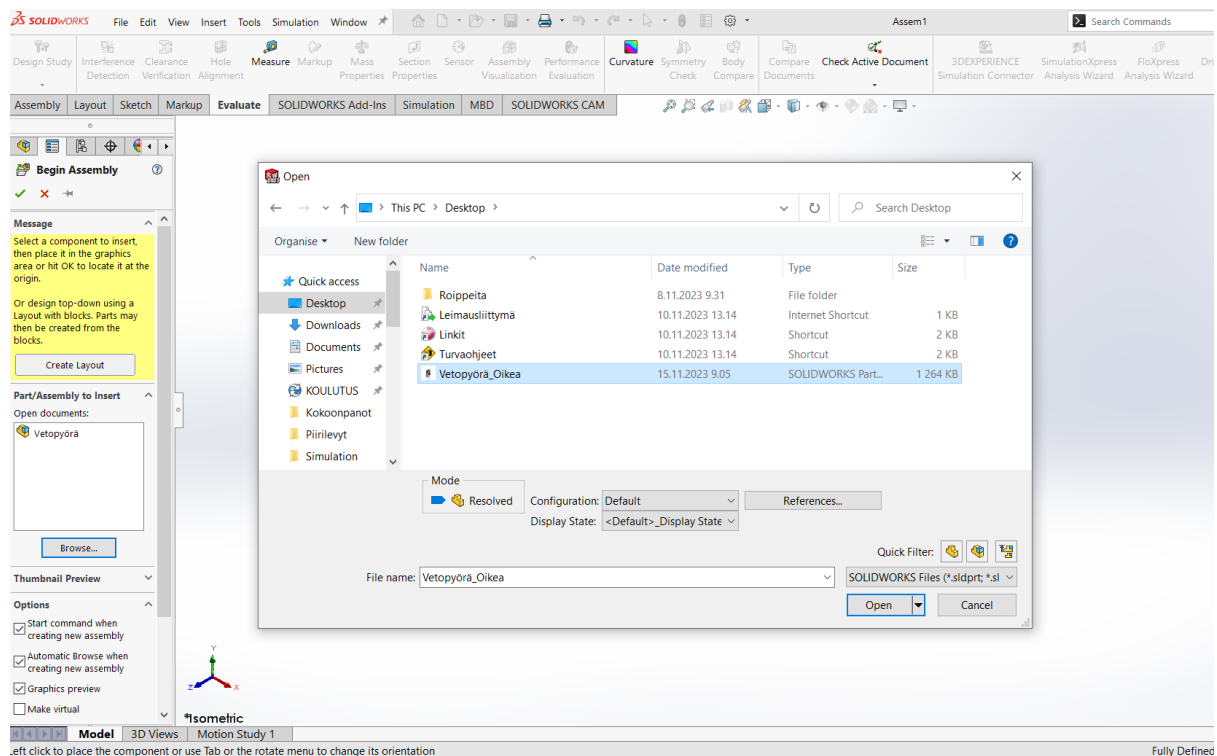 SOLIDWORKS File Edit View Insert Tools Simulation Window Assem1 Search Commands
Design Study Interference Detection Clearance Verification Hole Alignment Measure Markup Mass Properties Section Properties Sensor Assembly Visualization Performance Evaluation Curvature Symmetry Check Body Compare Compare Documents Check Active Document 3DEXPERIENCE Simulation Connector SimulationXpress Analysis Wizard FloXpress Analysis Wizard
Assembly Layout Sketch Markup Evaluate SOLIDWORKS Add-Ins Simulation MBD SOLIDWORKS CAM
Begin Assembly
Message
Select a component to insert,
then place it in the graphics
area or hit OK to locate it at the
origin.
Or design top-down using a
Layout with blocks. Parts may
then be created from the
blocks.
Create Layout
Part/Assembly to Insert
Open documents:
Vetopyörä
Browse...
Thumbnail Preview
Options
Start command when
creating new assembly
Automatic Browse when
creating new assembly
Graphics preview
Make virtual
Open
This PC > Desktop >
Search Desktop
Organise New folder
Name Date modified Type Size
Quick access
Desktop
Downloads
Documents
Pictures
KOULUTUS
Kokoonpanot
Piirilevyt
Simulation
Roippeita 8.11.2023 9.31 File folder
Leimausliittymä 10.11.2023 13.14 Internet Shortcut 1 KB
Linkit 10.11.2023 13.14 Shortcut 2 KB
Turvaohjeet 10.11.2023 13.14 Shortcut 2 KB
Vetopyörä_Oikea 15.11.2023 9.05 SOLIDWORKS Part... 1 264 KB
Mode
Resolved Configuration: Default References...
Display State: <Default>_Display State
Quick Filter:
File name: Vetopyörä_Oikea SOLIDWORKS Files (*.sldprt; *.sl
Open Cancel
Y
Z X
*Isometric
Model 3D Views Motion Study 1
eft click to place the component or use Tab or the rotate menu to change its orientation Fully Defined